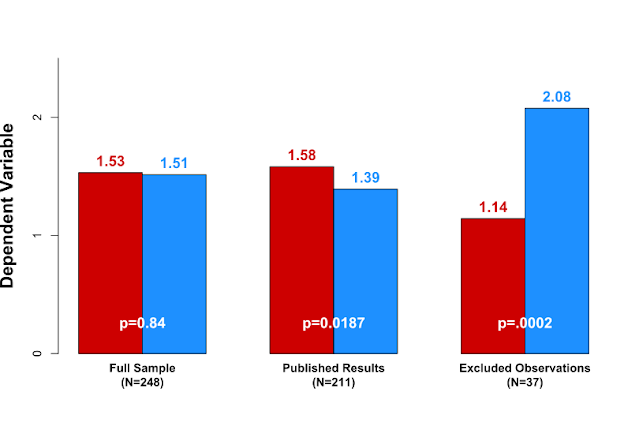 Dependent Variable
2
1
0
1.53
1.51
1.58
1.39
1.14
2.08
p=0.84
p=0.0187
p=.0002
Full Sample
(N=248)
Published Results
(N=211)
Excluded Observations
(N=37)